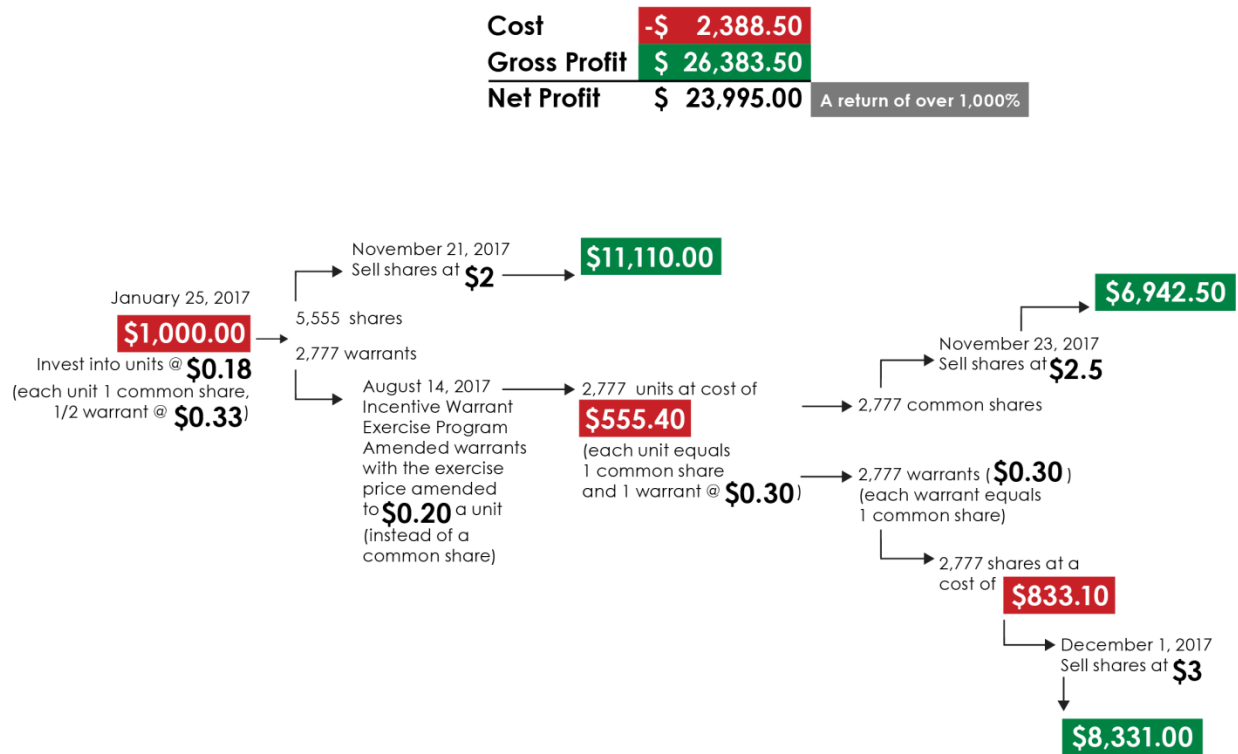 Cost -$ 2,388.50
Gross Profit $ 26,383.50
Net Profit $ 23,995.00 A return of over 1,000%
January 25, 2017
$1,000.00
Invest into units @ $0.18
(each unit 1 common share,
1/2 warrant @ $0.33)
November 21, 2017
Sell shares at $2
$11,110.00
5,555 shares
2,777 warrants
August 14, 2017
Incentive Warrant
Exercise Program
Amended warrants
with the exercise
price amended
to $0.20 a unit
(instead of a
common share)
2,777 units at cost of
$555.40
(each unit equals
1 common share
and 1 warrant @ $0.30)
$6,942.50
November 23, 2017
Sell shares at $2.5
2,777 common shares
2,777 warrants ($0.30)
(each warrant equals
1 common share)
2,777 shares at a
cost of $833.10
December 1, 2017
Sell shares at $3
$8,331.00